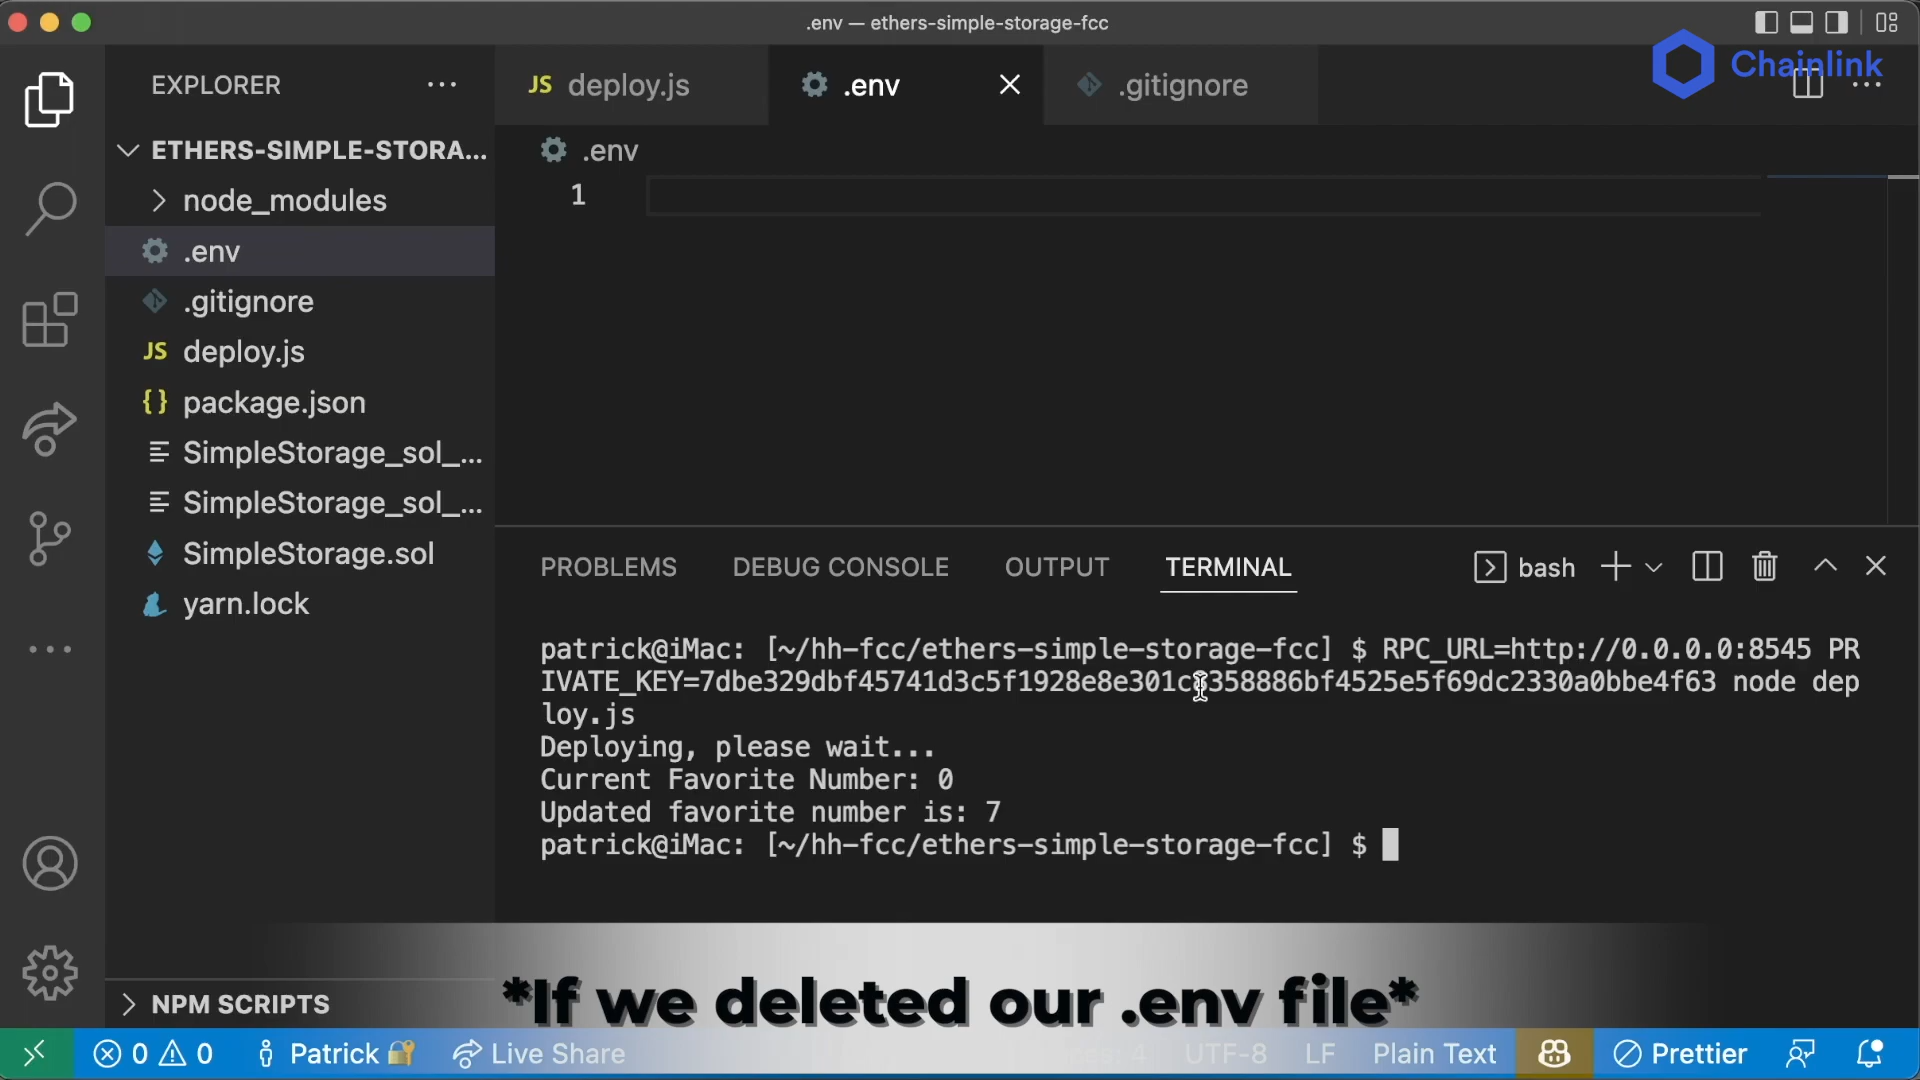 .env — ethers-simple-storage-fcc
Chainlink
EXPLORER
JS deploy.js
.env
.gitignore
ETHERS-SIMPLE-STORA...
.env
node_modules
1
.env
.gitignore
JS deploy.js
{} package.json
SimpleStorage_sol_...
SimpleStorage_sol_...
SimpleStorage.sol
yarn.lock
PROBLEMS
DEBUG CONSOLE
OUTPUT
TERMINAL
bash
patrick@iMac: [~/hh-fcc/ethers-simple-storage-fcc] $ RPC_URL=http://0.0.0.0:8545 PR
IVATE_KEY=7dbe329dbf45741d3c5f1928e8e301c8358886bf4525e5f69dc2330a0bbe4f63 node dep
loy.js
Deploying, please wait...
Current Favorite Number: 0
Updated favorite number is: 7
patrick@iMac: [~/hh-fcc/ethers-simple-storage-fcc] $
NPM SCRIPTS
*If we deleted our .env file*
0
0
Patrick
Live Share
UTF-8
LF
Plain Text
Prettier